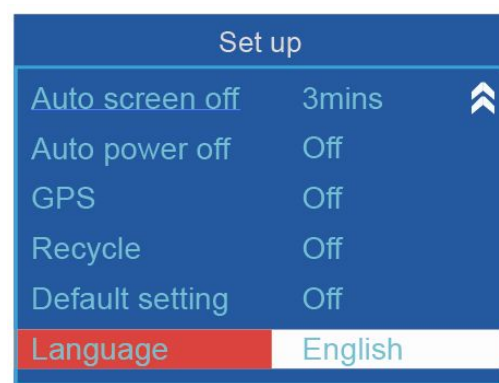 Set up
Auto screen off 3mins
Auto power off Off
GPS Off
Recycle Off
Default setting Off
Language English